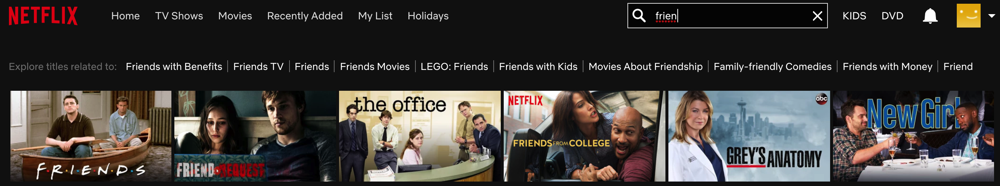 NETFLIX Home TV Shows Movies Recently Added My List Holidays frien KIDS DVD
Explore titles related to: Friends with Benefits | Friends TV | Friends | Friends Movies | LEGO: Friends | Friends with Kids | Movies About Friendship | Family-friendly Comedies | Friends with Money | Friend
F·R·I·E·N·D·S
FRIEND REQUEST
the office
NETFLIX
FRIENDS FROM COLLEGE
abc
GREY'S ANATOMY
New Girl